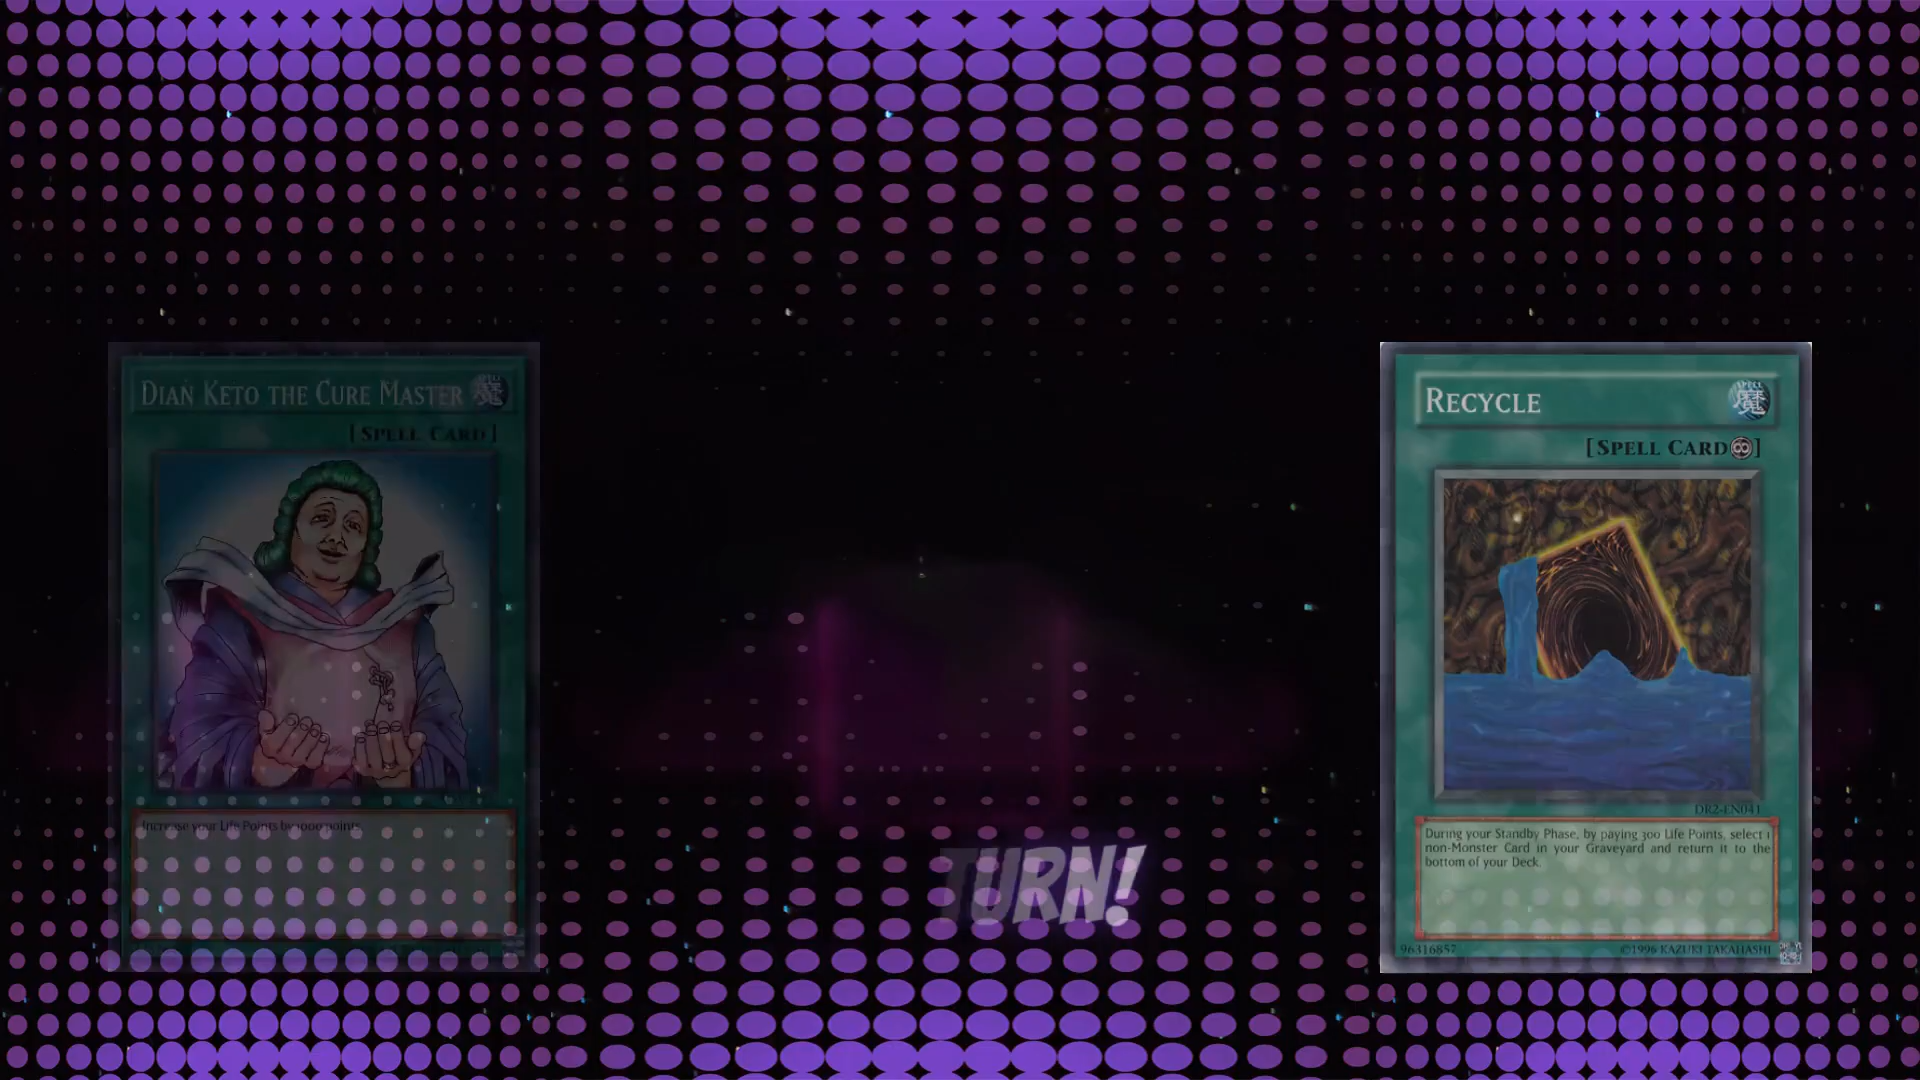 DIAN KETO THE CURE MASTER
[SPELL CARD]
Increase your Life Points by 1000 points.
TURN!
RECYCLE
SPELL
魔
[SPELL CARD]
DR2-EN041
During your Standby Phase, by paying 300 Life Points, select 1
non-Monster Card in your Graveyard and return it to the
bottom of your Deck.
96316857
©1996 KAZUKI TAKAHASHI